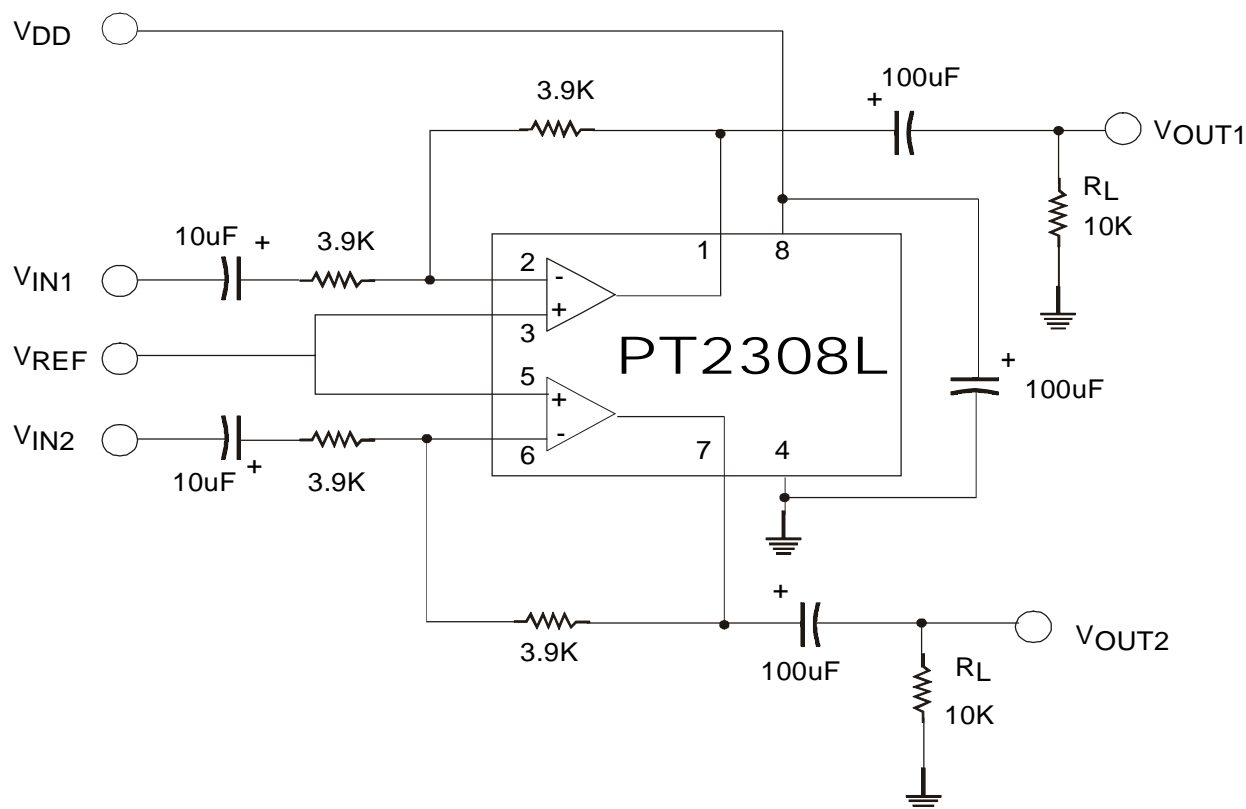 VDD
100uF
+
3.9K
VOUT1
RL
10K
10uF
+
3.9K
1
8
VIN1
2
-
+
3
VREF
PT2308L
5
+
-
6
+
100uF
VIN2
7
4
10uF
+
3.9K
+
3.9K
100uF
VOUT2
RL
10K